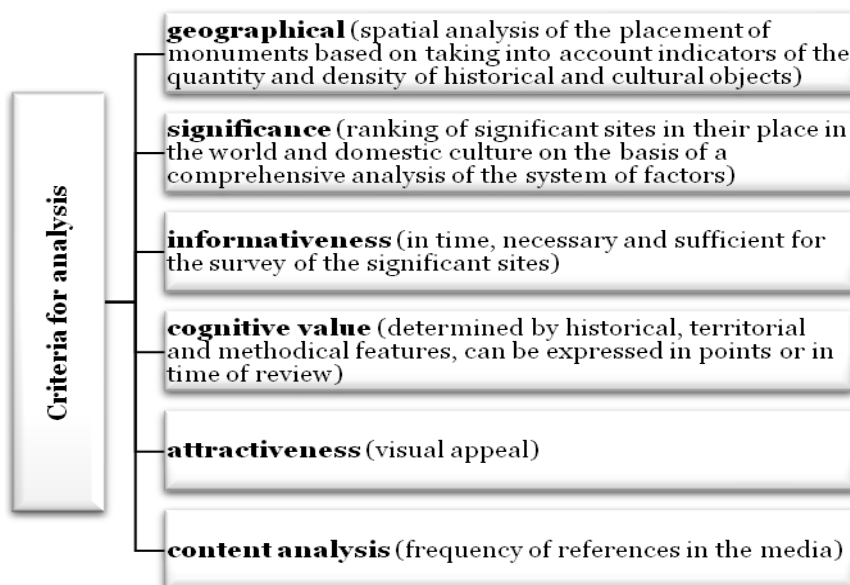 Criteria for analysis
geographical (spatial analysis of the placement of
monuments based on taking into account indicators of the
quantity and density of historical and cultural objects)
significance (ranking of significant sites in their place in
the world and domestic culture on the basis of a
comprehensive analysis of the system of factors)
informativeness (in time, necessary and sufficient for
the survey of the significant sites)
cognitive value (determined by historical, territorial
and methodical features, can be expressed in points or in
time of review)
attractiveness (visual appeal)
content analysis (frequency of references in the media)